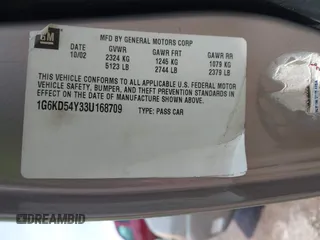 GM
MFD BY GENERAL MOTORS CORP
DATE GVWR GAWR FRT GAWR RR
10/02 2324 KG 1245 KG 1079 KG
5123 LB 2744 LB 2379 LB
THIS VEHICLE CONFORMS TO ALL APPLICABLE U.S. FEDERAL MOTOR
VEHICLE SAFETY, BUMPER, AND THEFT PREVENTION STANDARDS IN
EFFECT ON THE DATE OF MANUFACTURE SHOWN ABOVE.
1G6KD54Y33U168709 TYPE: PASS CAR
DREAMBID